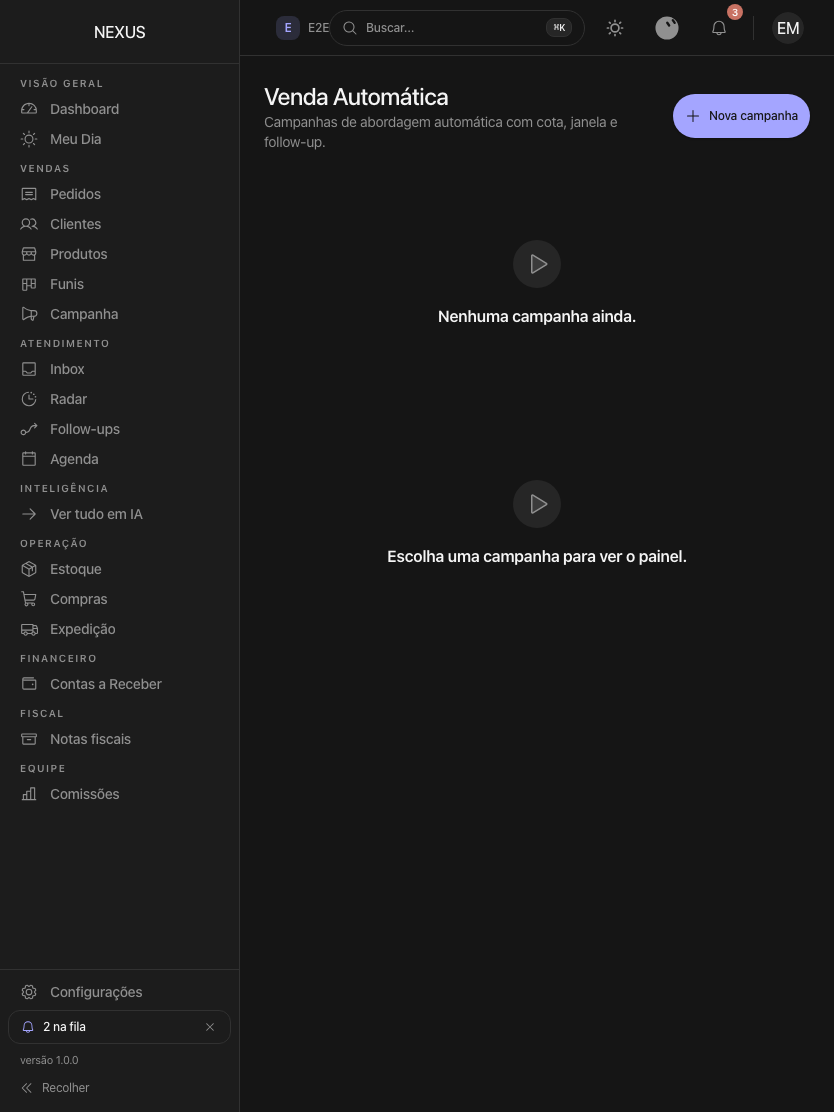 NEXUS
VISÃO GERAL
Dashboard
Meu Dia
VENDAS
Pedidos
Clientes
Produtos
Funis
Campanha
ATENDIMENTO
Inbox
Radar
Follow-ups
Agenda
INTELIGÊNCIA
Ver tudo em IA
OPERAÇÃO
Estoque
Compras
Expedição
FINANCEIRO
Contas a Receber
FISCAL
Notas fiscais
EQUIPE
Comissões
Configurações
2 na fila
versão 1.0.0
Recolher
E E2E Buscar... ⌘K 3 EM
Venda Automática
Campanhas de abordagem automática com cota, janela e
follow-up.
Nova campanha
Nenhuma campanha ainda.
Escolha uma campanha para ver o painel.